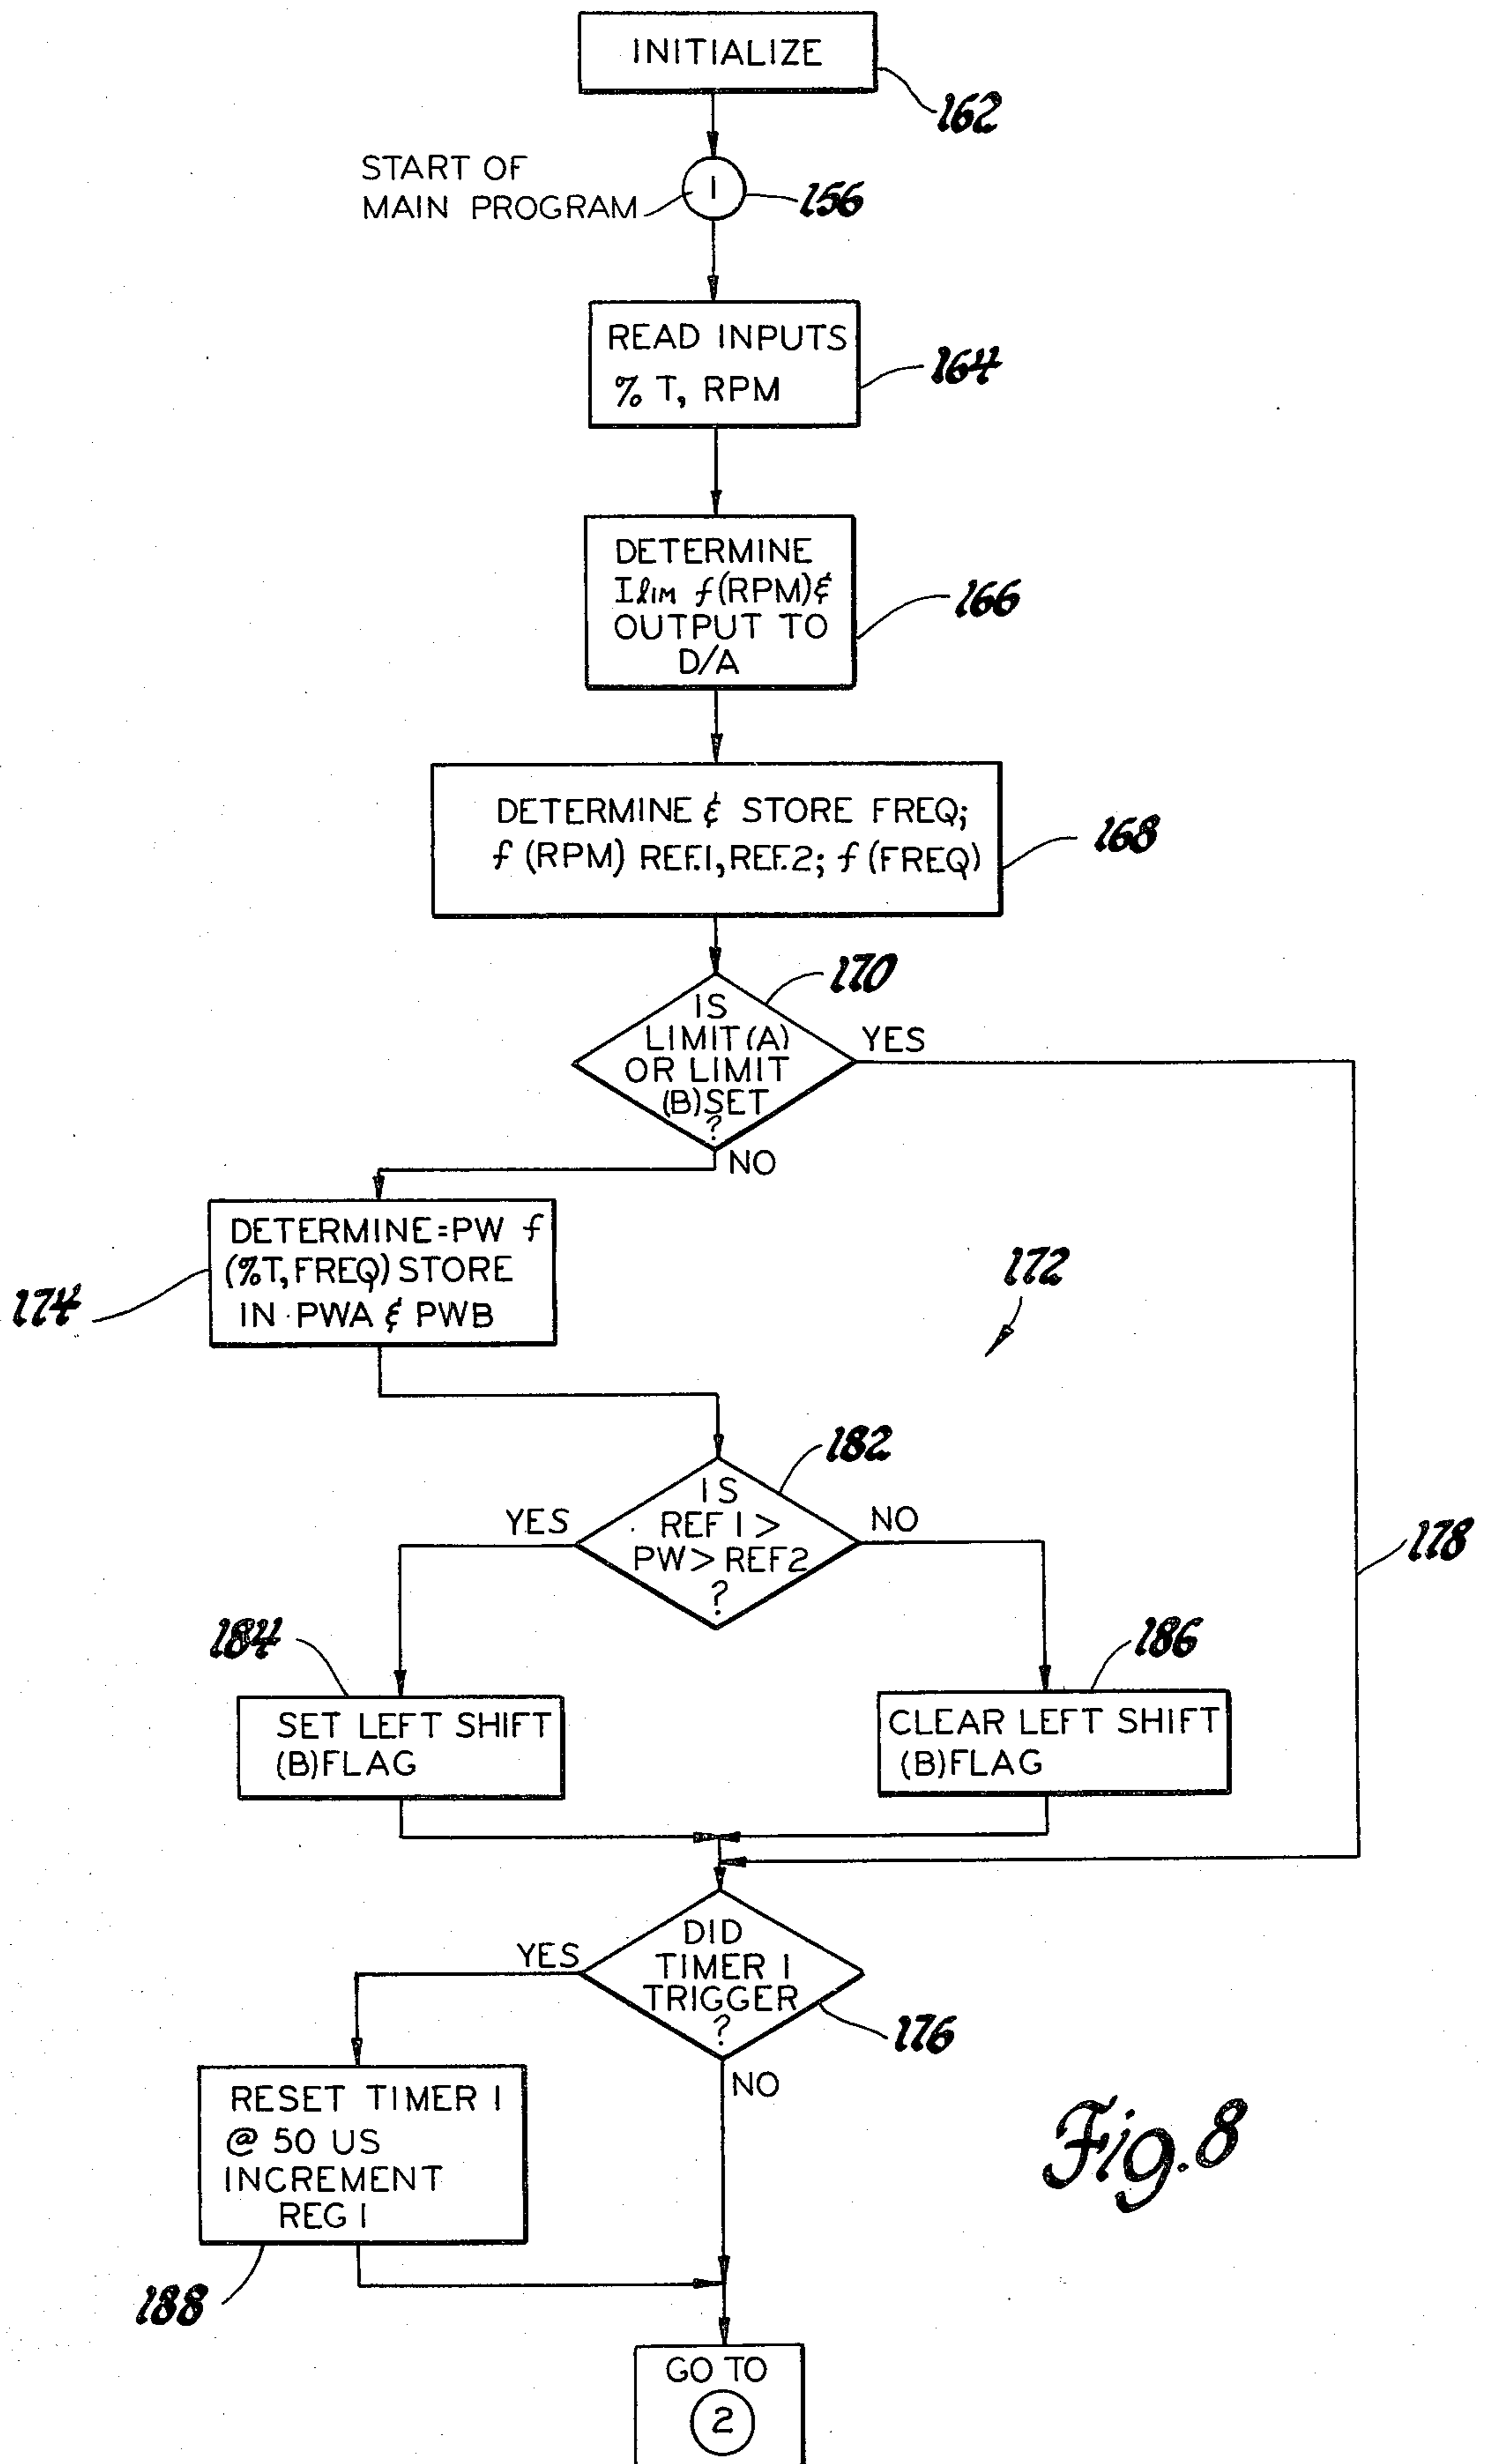 INITIALIZE
162
START OF
MAIN PROGRAM
1
156
READ INPUTS
% T, RPM
164
DETERMINE
Ilim f(RPM)&
OUTPUT TO
D/A
166
DETERMINE & STORE FREQ;
f (RPM) REF.1, REF.2; f (FREQ)
168
170
IS
LIMIT(A)
OR LIMIT
(B)SET
?
YES
NO
DETERMINE=PW f
(%T,FREQ) STORE
IN PWA & PWB
174
172
182
IS
REF 1 >
PW > REF2
?
YES
NO
178
184
186
SET LEFT SHIFT
(B)FLAG
CLEAR LEFT SHIFT
(B)FLAG
DID
TIMER 1
TRIGGER
?
YES
176
NO
RESET TIMER 1
@ 50 US
INCREMENT
REG 1
188
Fig. 8
GO TO
2